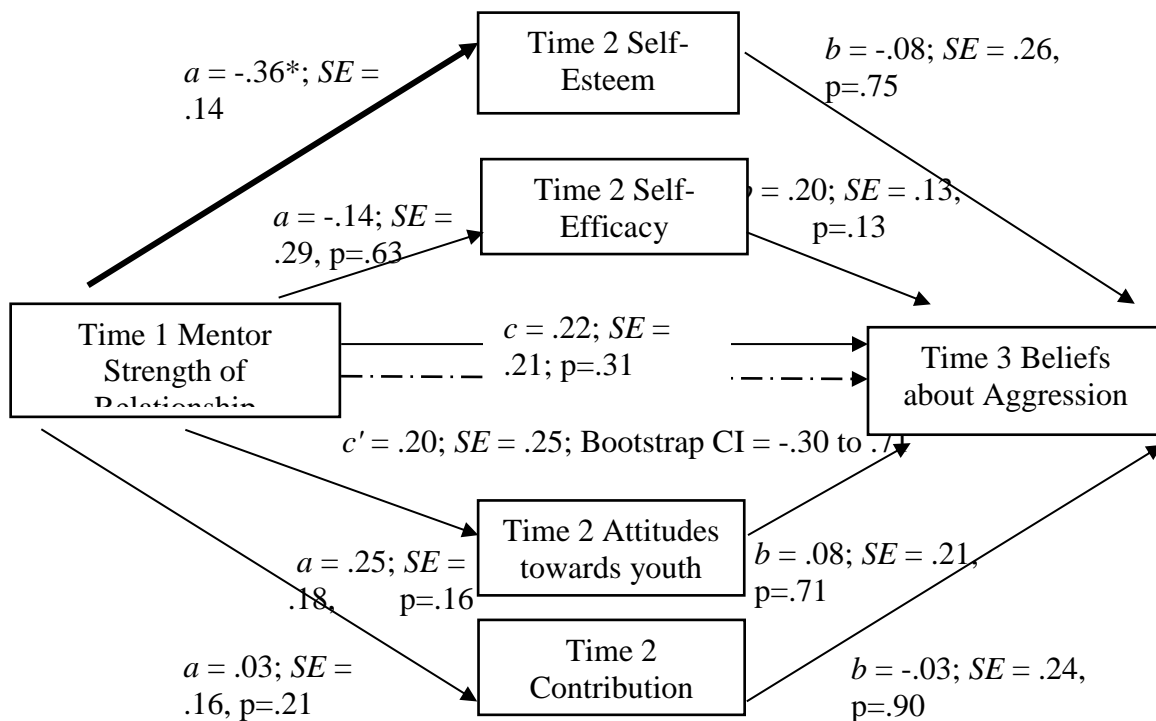 Time 2 Self-
Esteem
a = -.36*; SE =
.14
b = -.08; SE = .26,
p=.75
Time 2 Self-
Efficacy
a = -.14; SE =
.29, p=.63
= .20; SE = .13,
p=.13
Time 1 Mentor
Strength of
Relationship
c = .22; SE =
.21; p=.31
Time 3 Beliefs
about Aggression
c' = .20; SE = .25; Bootstrap CI = -.30 to
Time 2 Attitudes
towards youth
a = .25; SE =
.18, p=.16
b = .08; SE = .21,
p=.71
Time 2
Contribution
a = .03; SE =
.16, p=.21
b = -.03; SE = .24,
p=.90